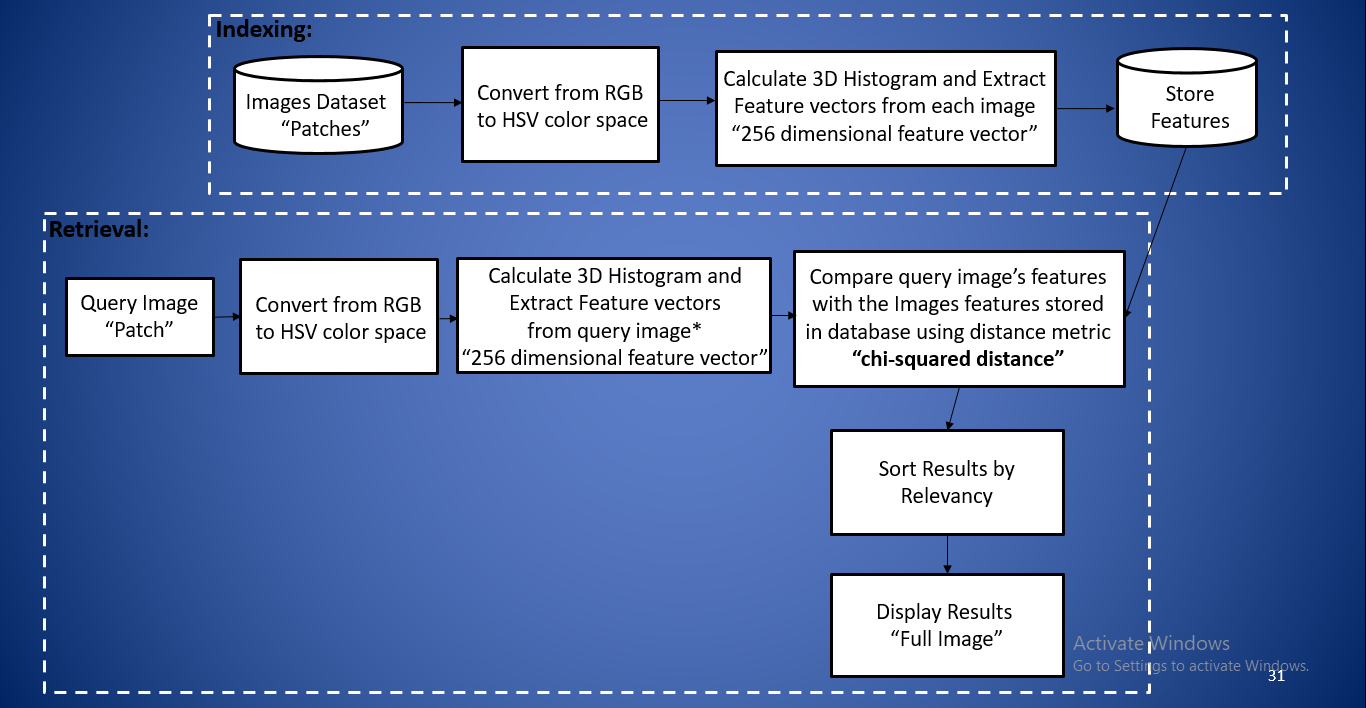 Indexing:
Images Dataset
“Patches”
Convert from RGB
to HSV color space
Calculate 3D Histogram and Extract
Feature vectors from each image
“256 dimensional feature vector”
Store
Features
Retrieval:
Query Image
“Patch”
Convert from RGB
to HSV color space
Calculate 3D Histogram and
Extract Feature vectors
from query image*
“256 dimensional feature vector”
Compare query image’s features
with the Images features stored
in database using distance metric
“chi-squared distance”
Sort Results by
Relevancy
Display Results
“Full Image”
Activate Windows
Go to Settings to activate Windows.
31